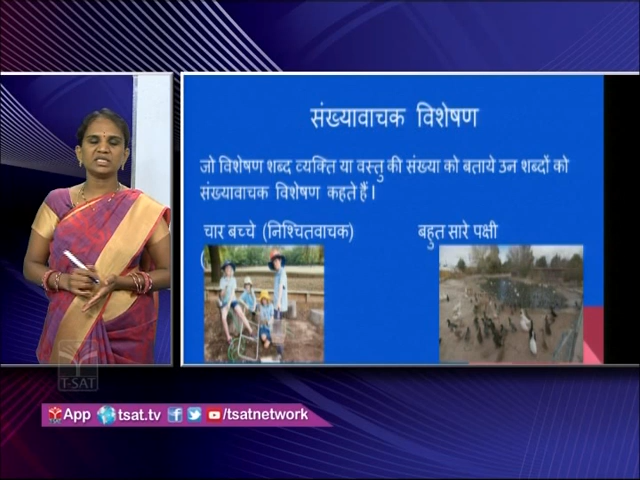 संख्यावाचक विशेषण
जो विशेषण शब्द व्यक्ति या वस्तु की संख्या को बताये उन शब्दों को
संख्यावाचक विशेषण कहते हैं।
चार बच्चे (निश्चितवाचक)
बहुत सारे पक्षी
T-SAT
App tsat.tv /tsatnetwork